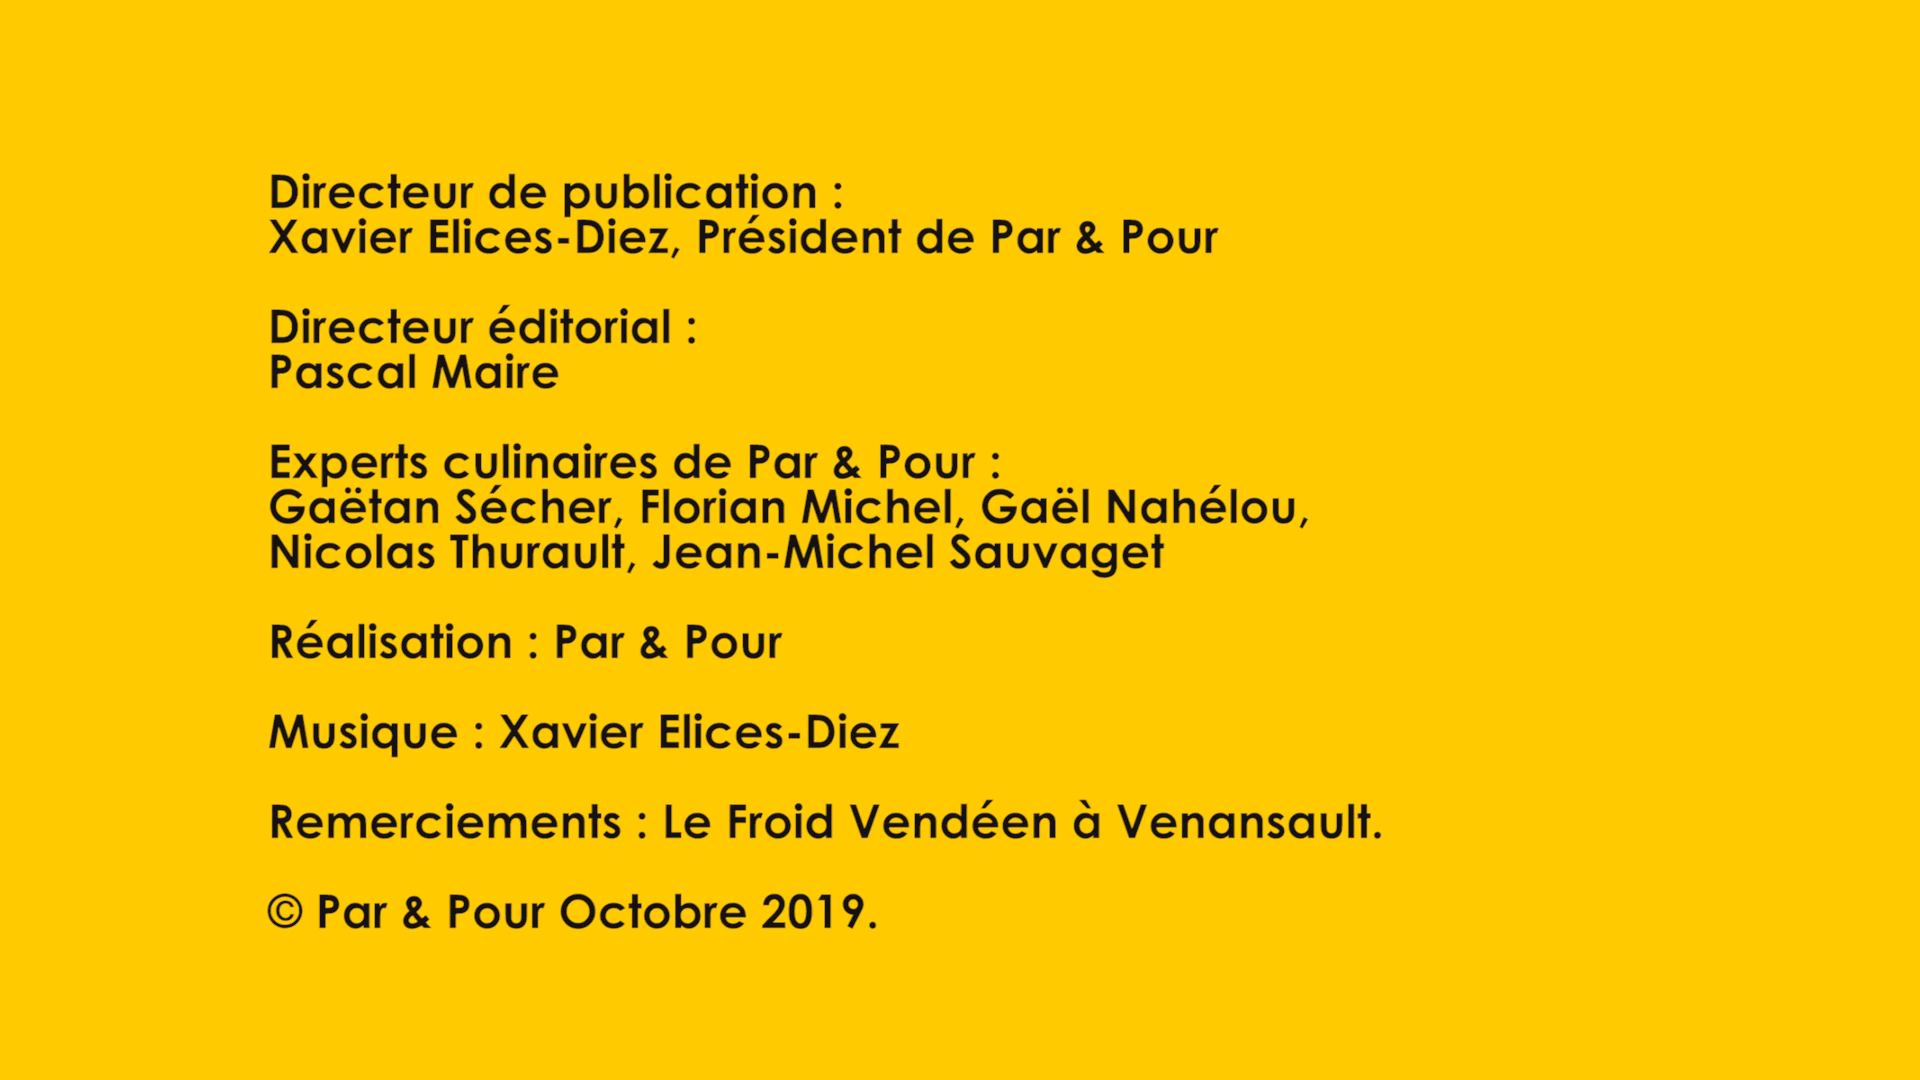 Directeur de publication :
Xavier Elices-Diez, Président de Par & Pour
Directeur éditorial :
Pascal Maire
Experts culinaires de Par & Pour :
Gaëtan Sécher, Florian Michel, Gaël Nahélou,
Nicolas Thurault, Jean-Michel Sauvaget
Réalisation : Par & Pour
Musique : Xavier Elices-Diez
Remerciements : Le Froid Vendéen à Venansault.
© Par & Pour Octobre 2019.